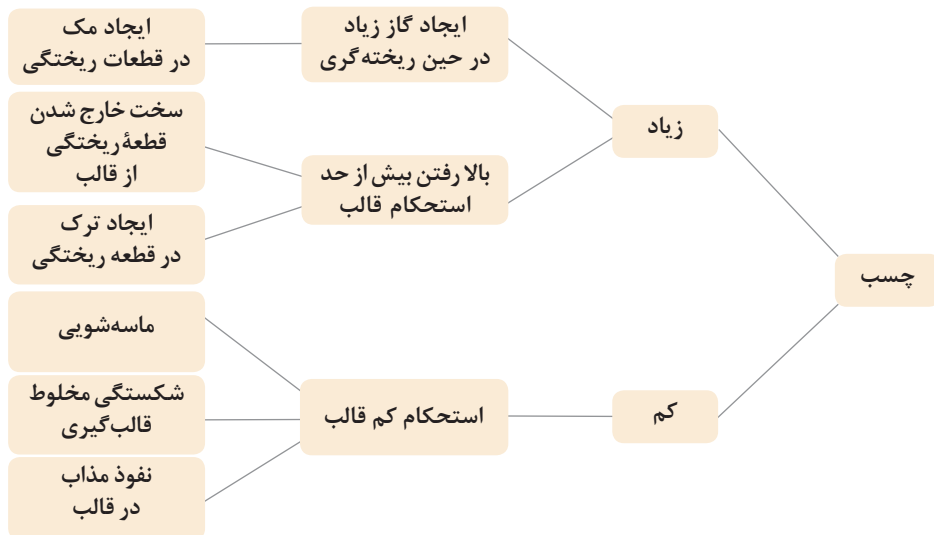 چسب
زیاد
ایجاد گاز زیاد
در حین ریخته‌گری
ایجاد مک
در قطعات ریختگی
بالا رفتن بیش از حد
استحکام قالب
سخت خارج شدن
قطعهٔ ریختگی
از قالب
ایجاد ترک
در قطعه ریختگی
کم
استحکام کم قالب
ماسه‌شویی
شکستگی مخلوط
قالب‌گیری
نفوذ مذاب
در قالب